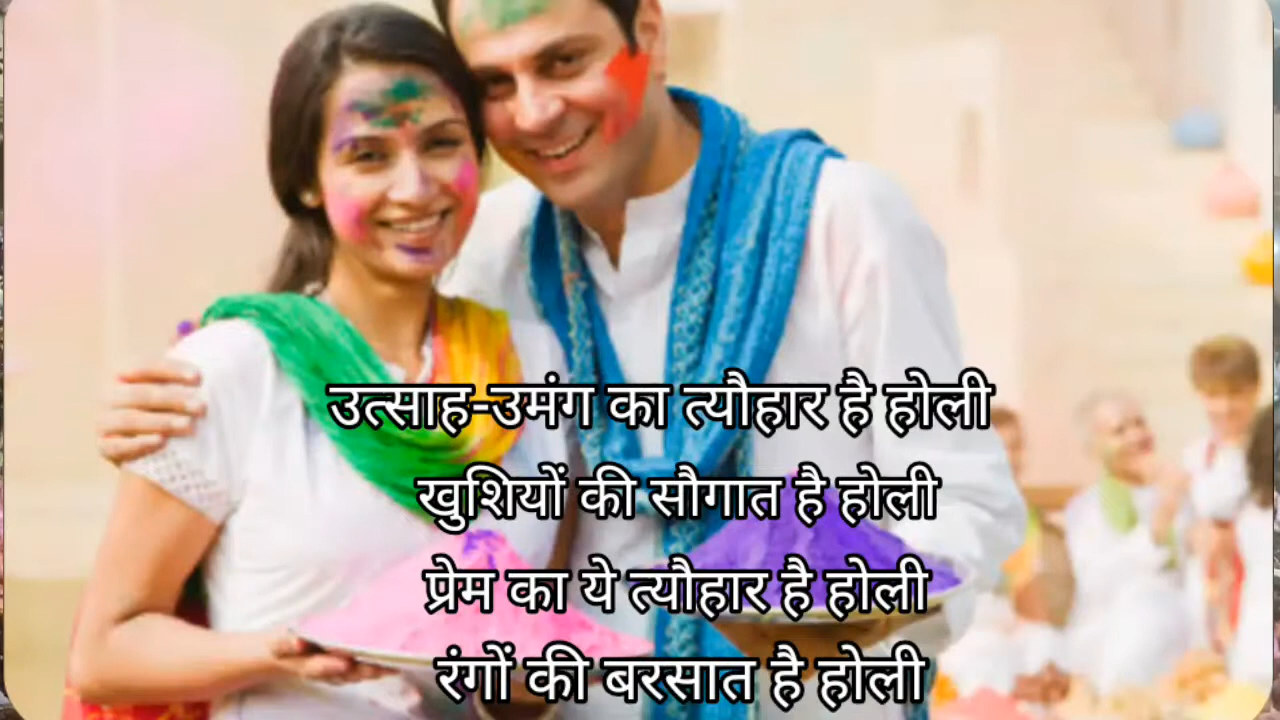 उत्साह-उमंग का त्यौहार है होली
खुशियों की सौगात है होली
प्रेम का ये त्यौहार है होली
रंगों की बरसात है होली